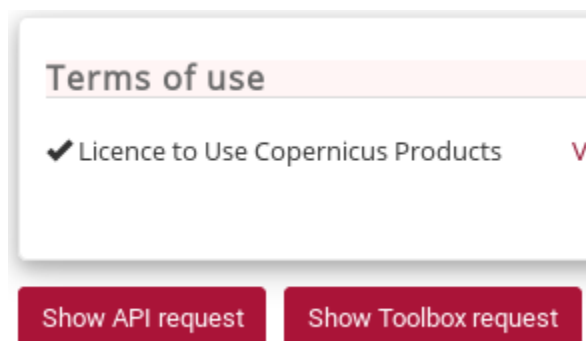 Terms of use
Licence to Use Copernicus Products
Show API request Show Toolbox request